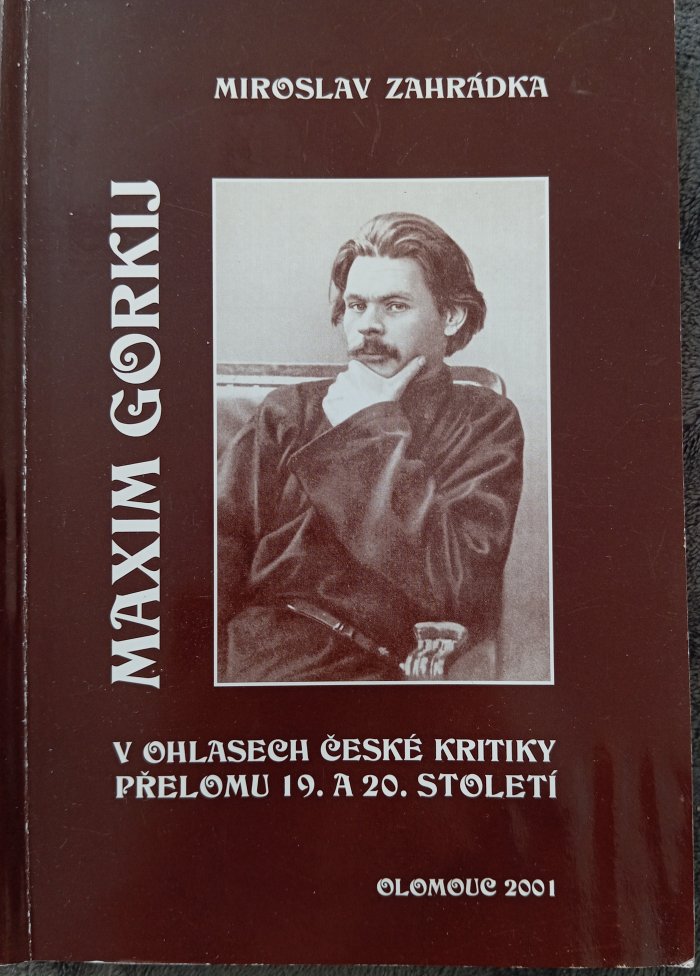 MIROSLAV ZAHRÁDKA
MAXIM GORKIJ
V OHLASECH ČESKÉ KRITIKY
PŘELOMU 19. A 20. STOLETÍ
OLOMOUC 2001